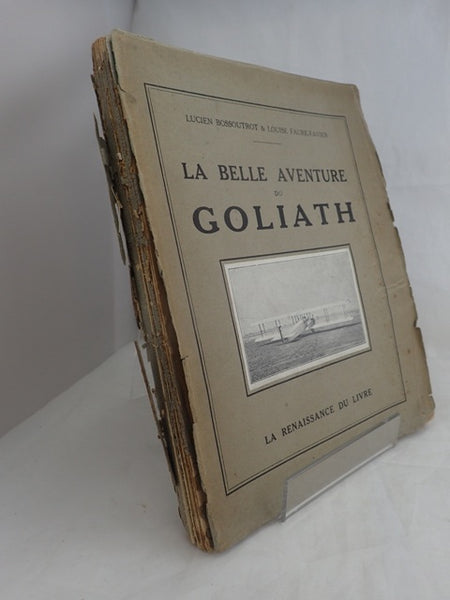 LUCIEN BOSSOUTROT & LOUISE FAURE-FAVIER
LA BELLE AVENTURE
DU
GOLIATH
LA RENAISSANCE DU LIVRE